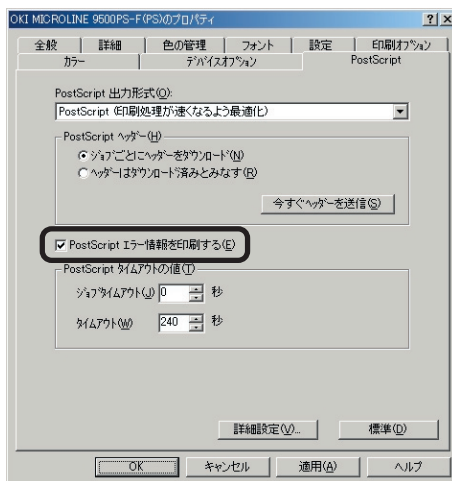 OKI MICROLINE 9500PS-F(PS)のプロパティ
全般 詳細 色の管理 フォント 設定 印刷オプション
カラー デバイスオプション PostScript
PostScript 出力形式(O):
PostScript (印刷処理が速くなるよう最適化)
PostScript ヘッダー(H)
ジョブごとにヘッダーをダウンロード(N)
ヘッダーはダウンロード済みとみなす(R)
今すぐヘッダーを送信(S)
PostScript エラー情報を印刷する(E)
PostScript タイムアウトの値(T)
ジョブタイムアウト(J) 0 秒
タイムアウト(W) 240 秒
詳細設定(V)... 標準(D)
OK キャンセル 適用(A) ヘルプ